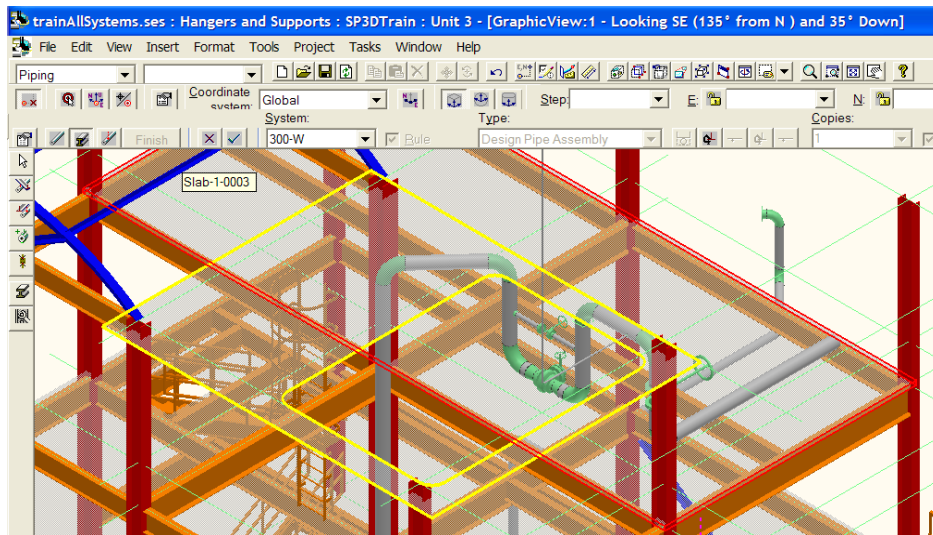 trainAllSystems.ses : Hangers and Supports : SP3DTrain : Unit 3 - [GraphicView:1 - Looking SE (135° from N ) and 35° Down]
File Edit View Insert Format Tools Project Tasks Window Help
Piping
Coordinate system: Global Step: E: N:
System: Type: Copies:
Finish 300-W Rule Design Pipe Assembly 1
Slab-1-0003